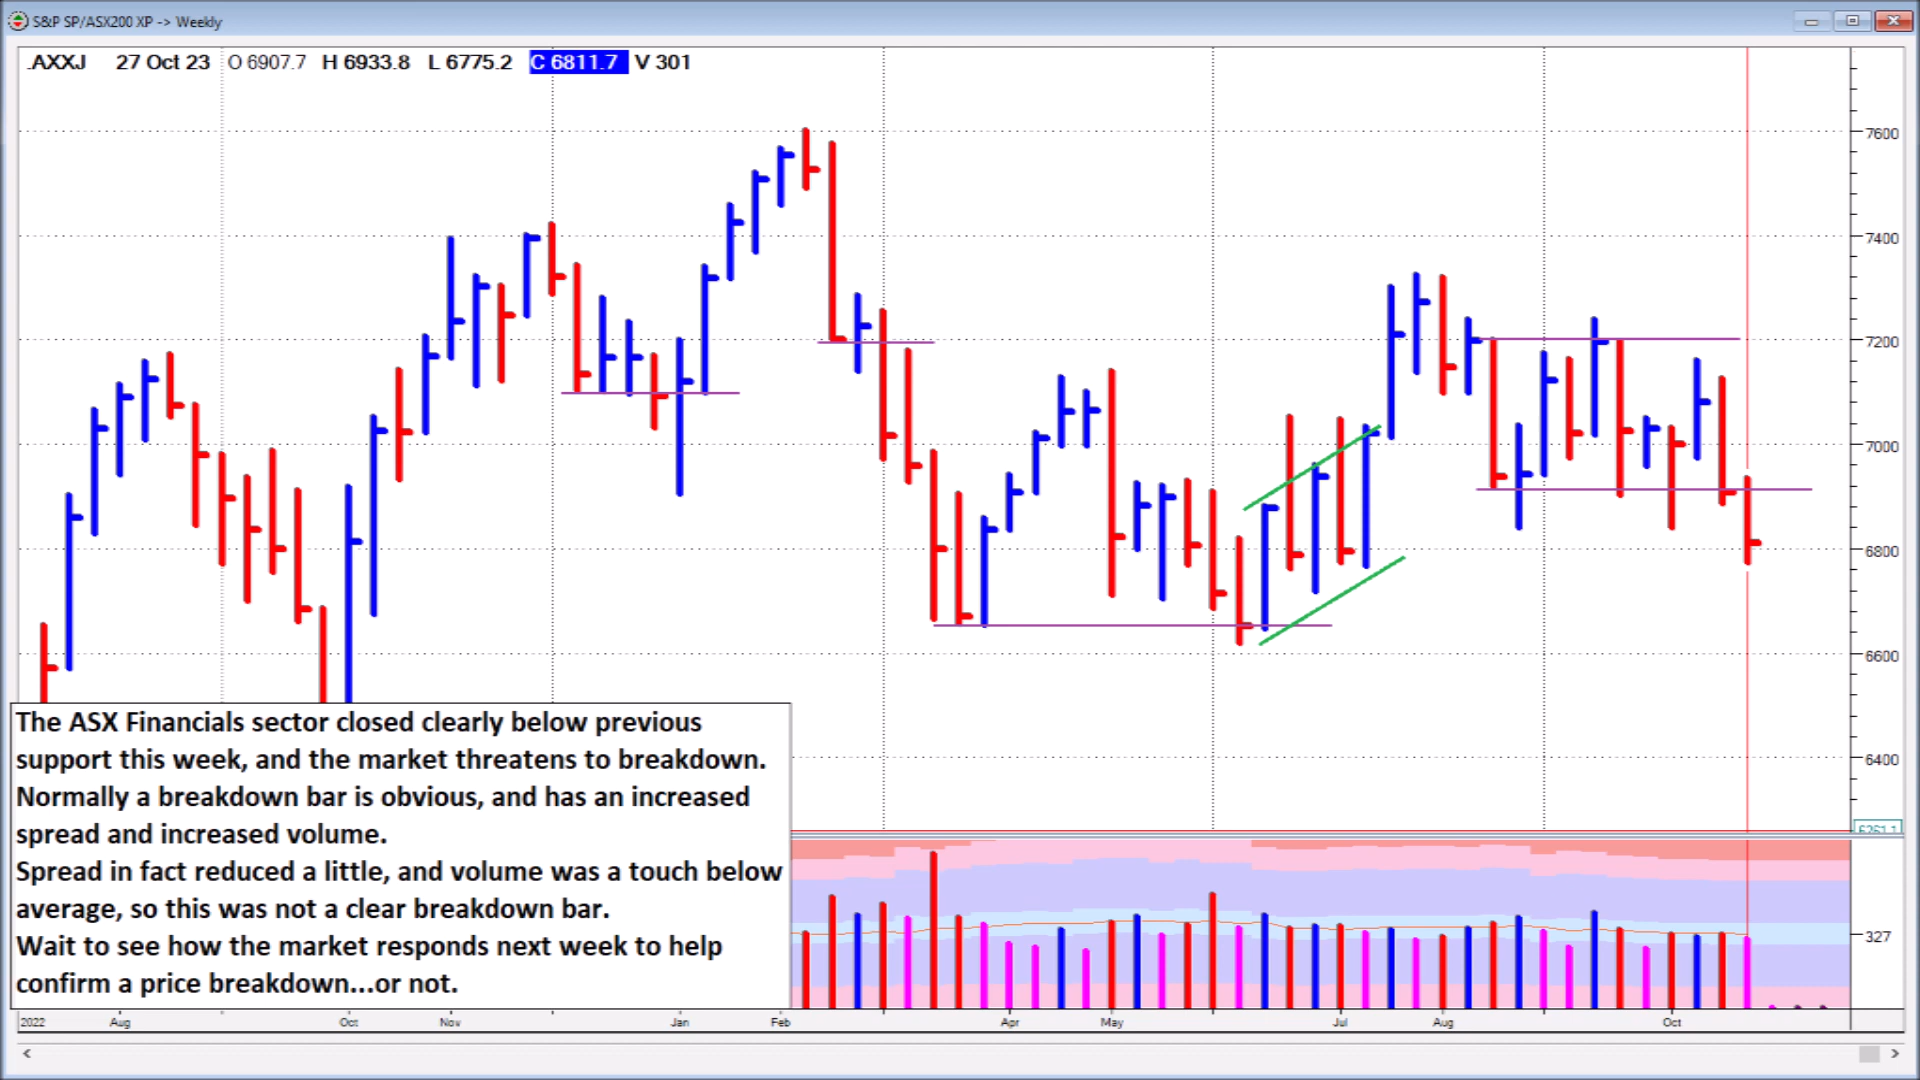 S&P SP/ASX200 XP -> Weekly
.AXXJ 27 Oct 23 O 6907.7 H 6933.8 L 6775.2 C 6811.7 V 301
7600
7400
7200
7000
6800
6600
6400
6261.1
327
The ASX Financials sector closed clearly below previous
support this week, and the market threatens to breakdown.
Normally a breakdown bar is obvious, and has an increased
spread and increased volume.
Spread in fact reduced a little, and volume was a touch below
average, so this was not a clear breakdown bar.
Wait to see how the market responds next week to help
confirm a price breakdown...or not.
2022 Aug Oct Nov Jan Feb Apr May Jul Aug Oct